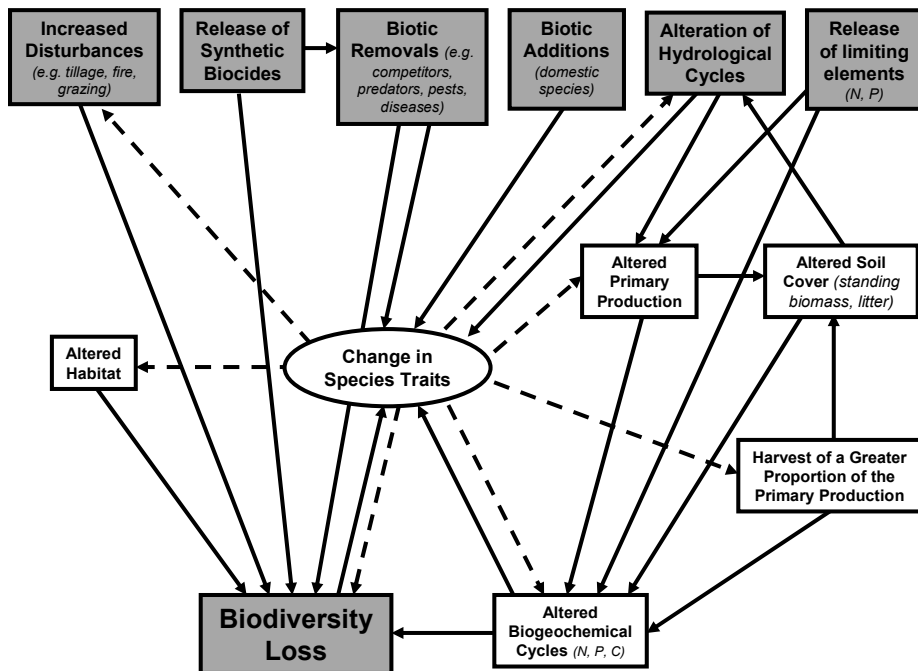 Increased
Disturbances
(e.g. tillage, fire,
grazing)
Release of
Synthetic
Biocides
Biotic
Removals (e.g.
competitors,
predators, pests,
diseases)
Biotic
Additions
(domestic
species)
Alteration of
Hydrological
Cycles
Release of
limiting
elements
(N, P)
Altered
Primary
Production
Altered Soil
Cover (standing
biomass, litter)
Altered
Habitat
Change in
Species Traits
Harvest of a Greater
Proportion of the
Primary Production
Biodiversity
Loss
Altered
Biogeochemical
Cycles (N, P, C)